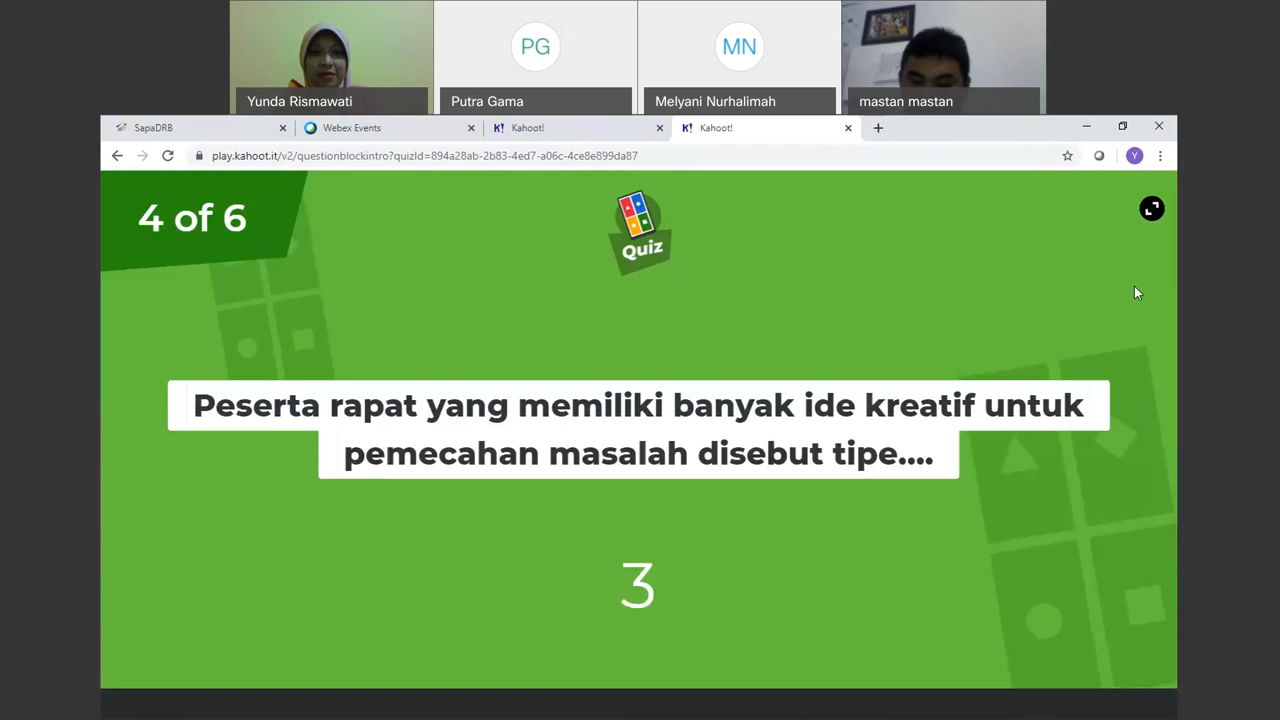 PG
MN
Yunda Rismawati
Putra Gama
Melyani Nurhalimah
mastan mastan
SapaDRB
Webex Events
K! Kahoot!
K! Kahoot!
play.kahoot.it/v2/questionblockintro?quizId=894a28ab-2b83-4ed7-a06c-4ce8e899da87
Y
4 of 6
Quiz
Peserta rapat yang memiliki banyak ide kreatif untuk
pemecahan masalah disebut tipe....
3